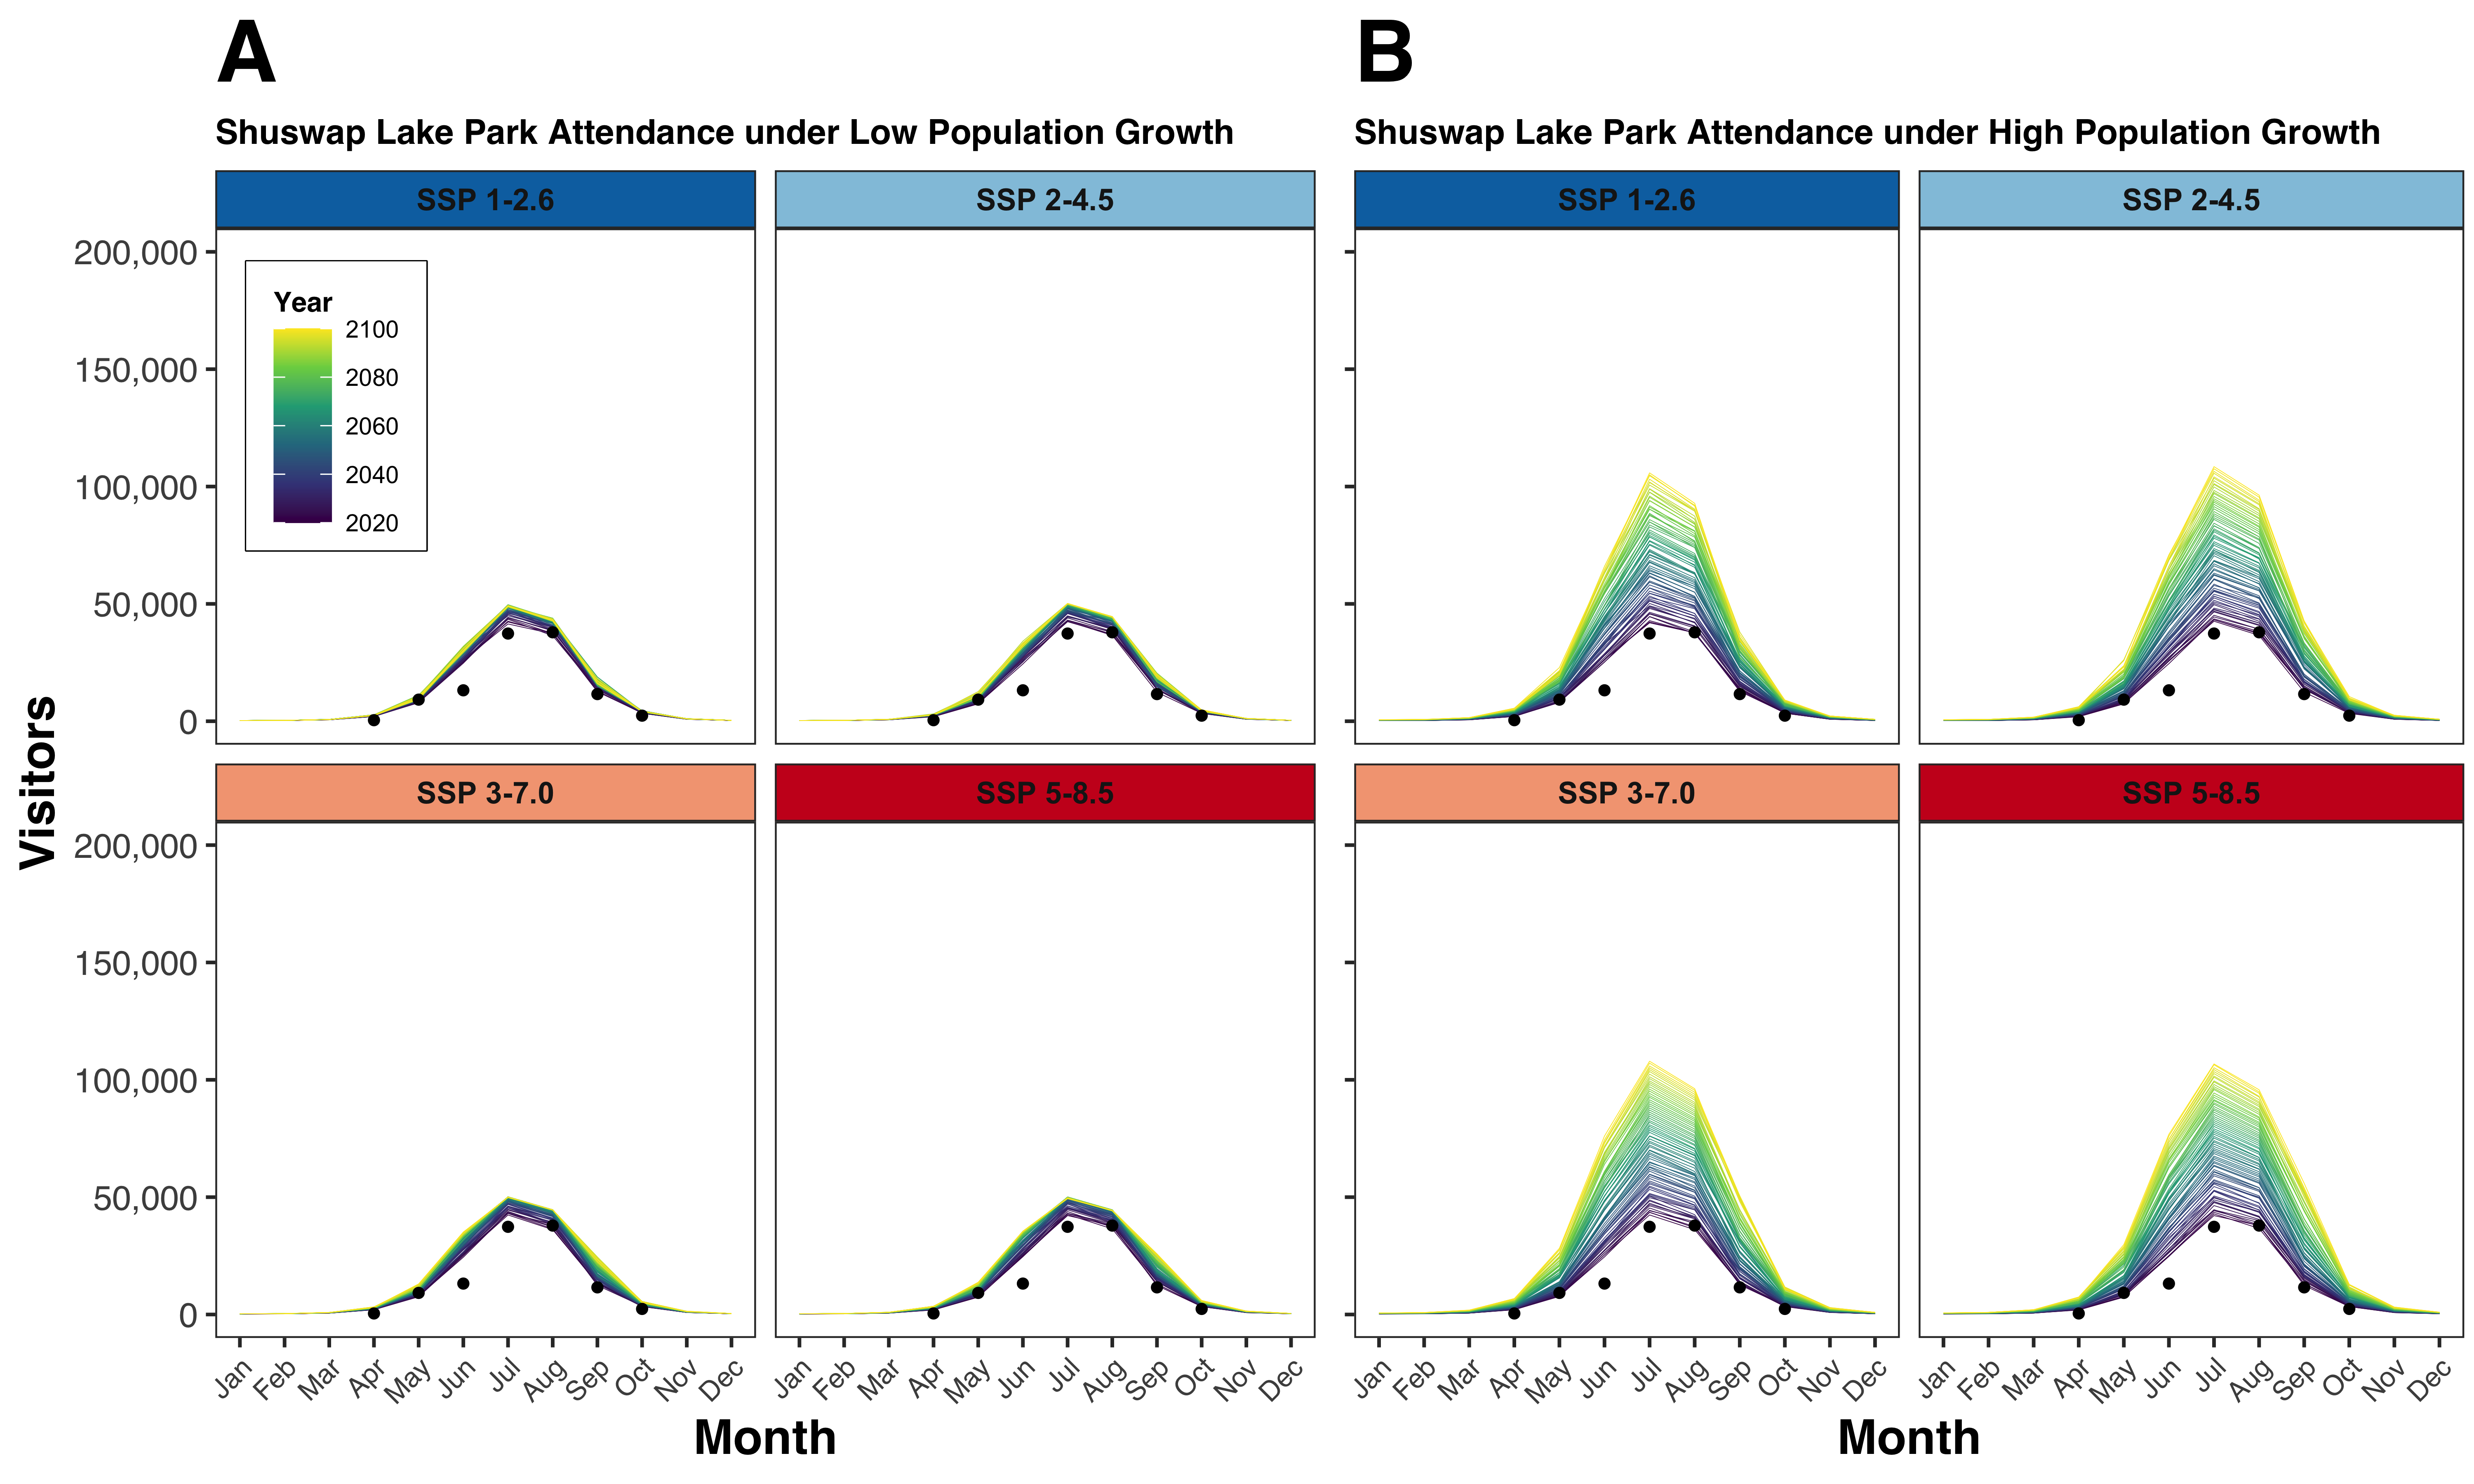 A
B
Shuswap Lake Park Attendance under Low Population Growth
Shuswap Lake Park Attendance under High Population Growth
SSP 1-2.6
SSP 2-4.5
SSP 1-2.6
SSP 2-4.5
200,000
150,000
100,000
50,000
0
Year
2100
2080
2060
2040
2020
Visitors
SSP 3-7.0
SSP 5-8.5
SSP 3-7.0
SSP 5-8.5
200,000
150,000
100,000
50,000
0
Jan Feb Mar Apr May Jun Jul Aug Sep Oct Nov Dec
Jan Feb Mar Apr May Jun Jul Aug Sep Oct Nov Dec
Jan Feb Mar Apr May Jun Jul Aug Sep Oct Nov Dec
Jan Feb Mar Apr May Jun Jul Aug Sep Oct Nov Dec
Month
Month